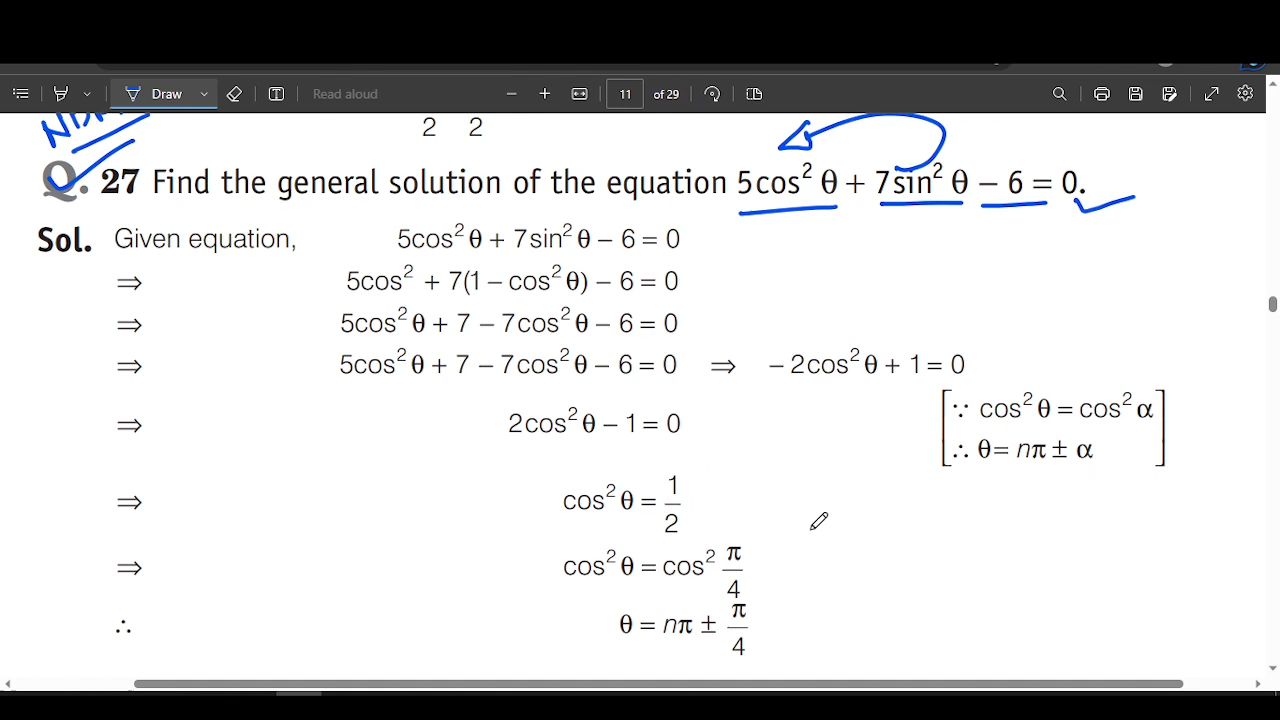 Draw
Read aloud
11 of 29
2 2
Q. 27 Find the general solution of the equation 5cos² θ + 7sin² θ – 6 = 0.
Sol. Given equation, 5cos² θ + 7sin² θ – 6 = 0
⇒ 5cos² + 7(1 – cos² θ) – 6 = 0
⇒ 5cos² θ + 7 – 7cos² θ – 6 = 0
⇒ 5cos² θ + 7 – 7cos² θ – 6 = 0 ⇒ – 2cos² θ + 1 = 0
⇒ 2cos² θ – 1 = 0
[∵ cos² θ = cos² α
∴ θ = nπ ± α]
⇒ cos² θ = 1/2
⇒ cos² θ = cos² π/4
∴ θ = nπ ± π/4